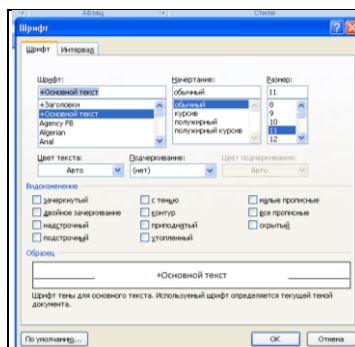 Абзац Стили
Шрифт
Шрифт Интервал
Шрифт: Начертание: Размер:
+Основной текст обычный 11
+Заголовки обычный 8
+Основной текст курсив 9
Agency FB полужирный 10
Algerian полужирный курсив 11
Arial 12
Цвет текста: Подчеркивание: Цвет подчеркивания:
Авто (нет) Авто
Видоизменение
зачеркнутый с тенью малые прописные
двойное зачеркивание контур все прописные
надстрочный приподнятый скрытый
подстрочный утопленный
Образец
+Основной текст
Шрифт темы для основного текста. Используемый шрифт определяется текущей темой
документа.
По умолчанию... ОК Отмена